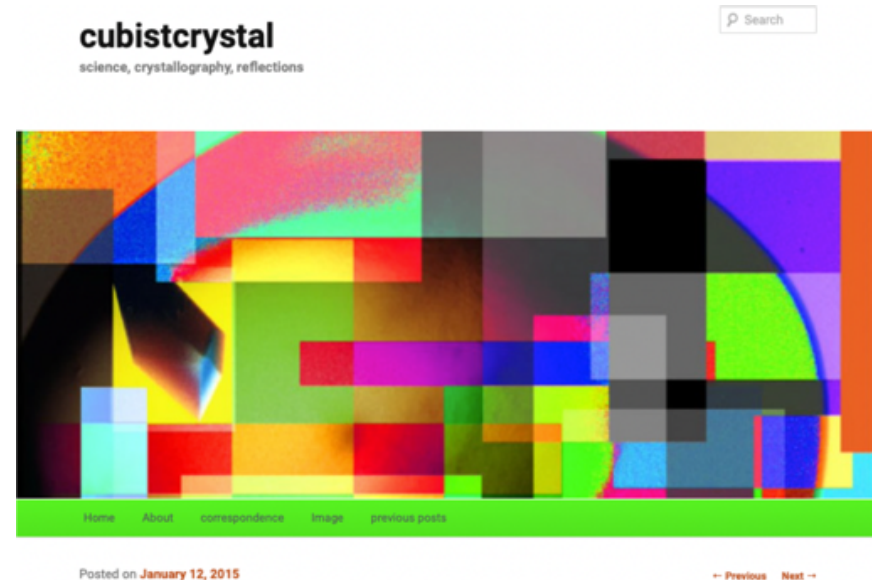 cubistcrystal
Search
science, crystallography, reflections
Home About correspondence Image previous posts
Posted on January 12, 2015
← Previous Next →